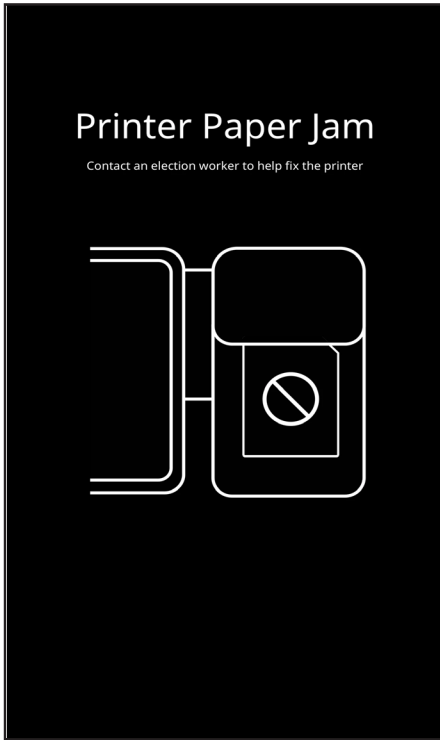 Printer Paper Jam
Contact an election worker to help fix the printer